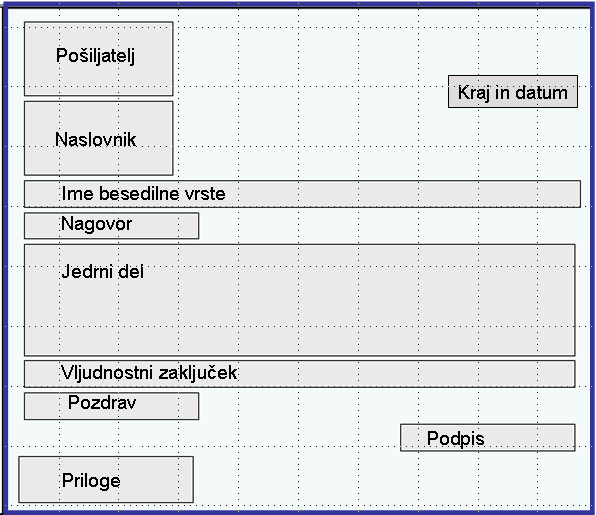 Pošiljatelj
Kraj in datum
Naslovnik
Ime besedilne vrste
Nagovor
Jedrni del
Vljudnostni zaključek
Pozdrav
Podpis
Priloge